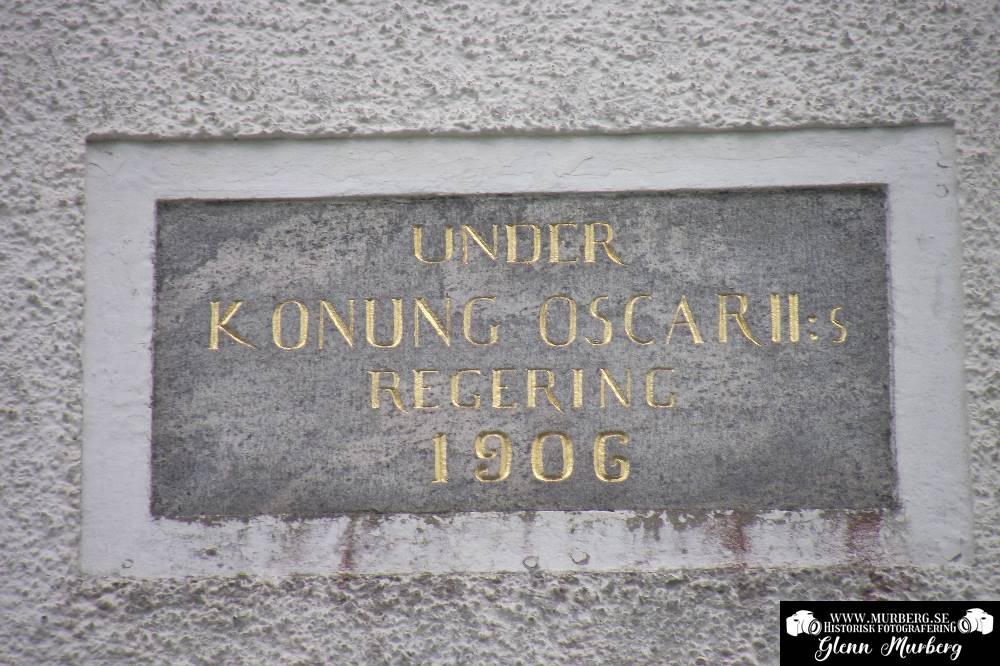 UNDER
KONUNG OSCAR II:S
REGERING
1906
WWW.MURBERG.SE
HISTORISK FOTOGRAFERING
Glenn Murberg